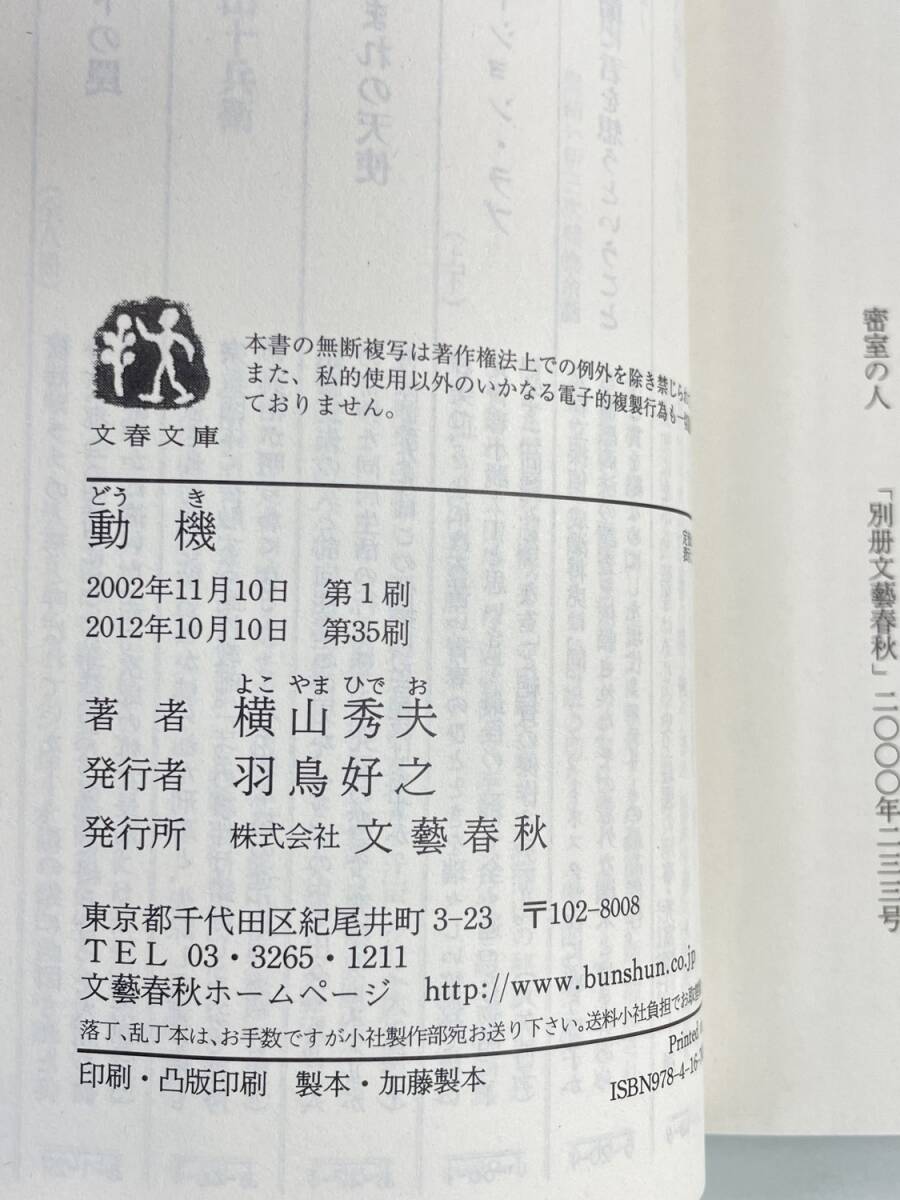 密室の人 「別册文藝春秋」二〇〇〇年二三三号
本書の無断複写は著作権法上での例外を除き禁じられ
また、私的使用以外のいかなる電子的複製行為も一切
ておりません。
文春文庫
どう き
動機
2002年11月10日 第1刷
2012年10月10日 第35刷
よこ やま ひで お
著者 横山秀夫
発行者 羽鳥好之
発行所 株式会社 文藝春秋
東京都千代田区紀尾井町3-23 〒102-8008
TEL 03・3265・1211
文藝春秋ホームページ http://www.bunshun.co.jp
落丁、乱丁本は、お手数ですが小社製作部宛お送り下さい。送料小社負担でお取替
印刷・凸版印刷 製本・加藤製本
Printed
ISBN978-4-16-